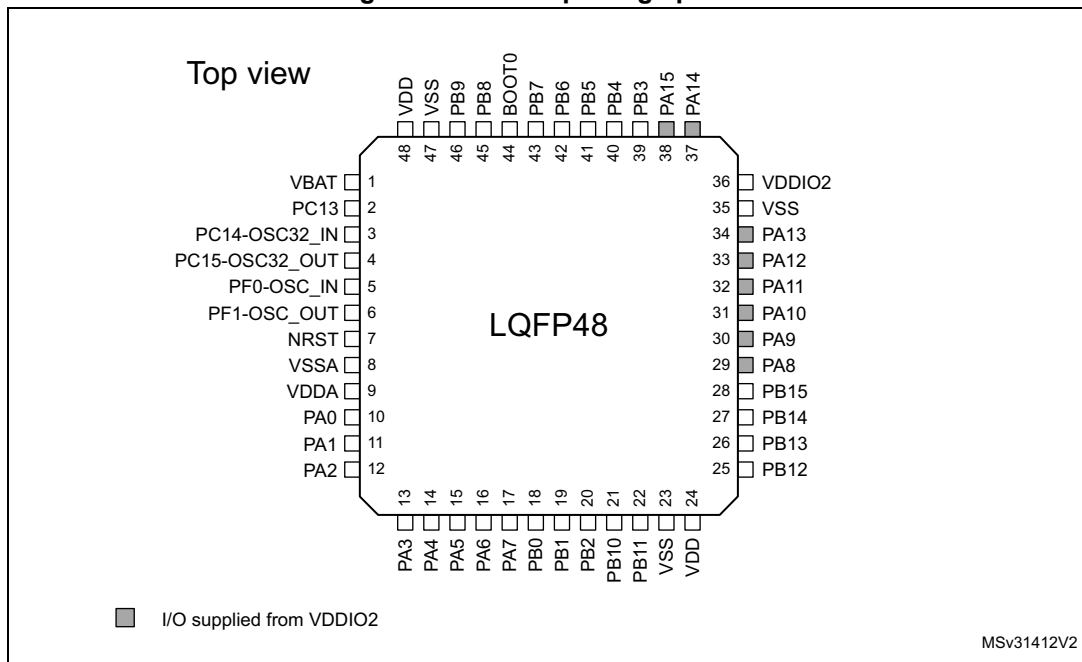 Top view
48 VDD
47 VSS
46 PB9
45 PB8
44 BOOT0
43 PB7
42 PB6
41 PB5
40 PB4
39 PB3
38 PA15
37 PA14
VBAT 1
PC13 2
PC14-OSC32_IN 3
PC15-OSC32_OUT 4
PF0-OSC_IN 5
PF1-OSC_OUT 6
NRST 7
VSSA 8
VDDA 9
PA0 10
PA1 11
PA2 12
LQFP48
36 VDDIO2
35 VSS
34 PA13
33 PA12
32 PA11
31 PA10
30 PA9
29 PA8
28 PB15
27 PB14
26 PB13
25 PB12
PA3 13
PA4 14
PA5 15
PA6 16
PA7 17
PB0 18
PB1 19
PB2 20
PB10 21
PB11 22
VSS 23
VDD 24
I/O supplied from VDDIO2
MSv31412V2